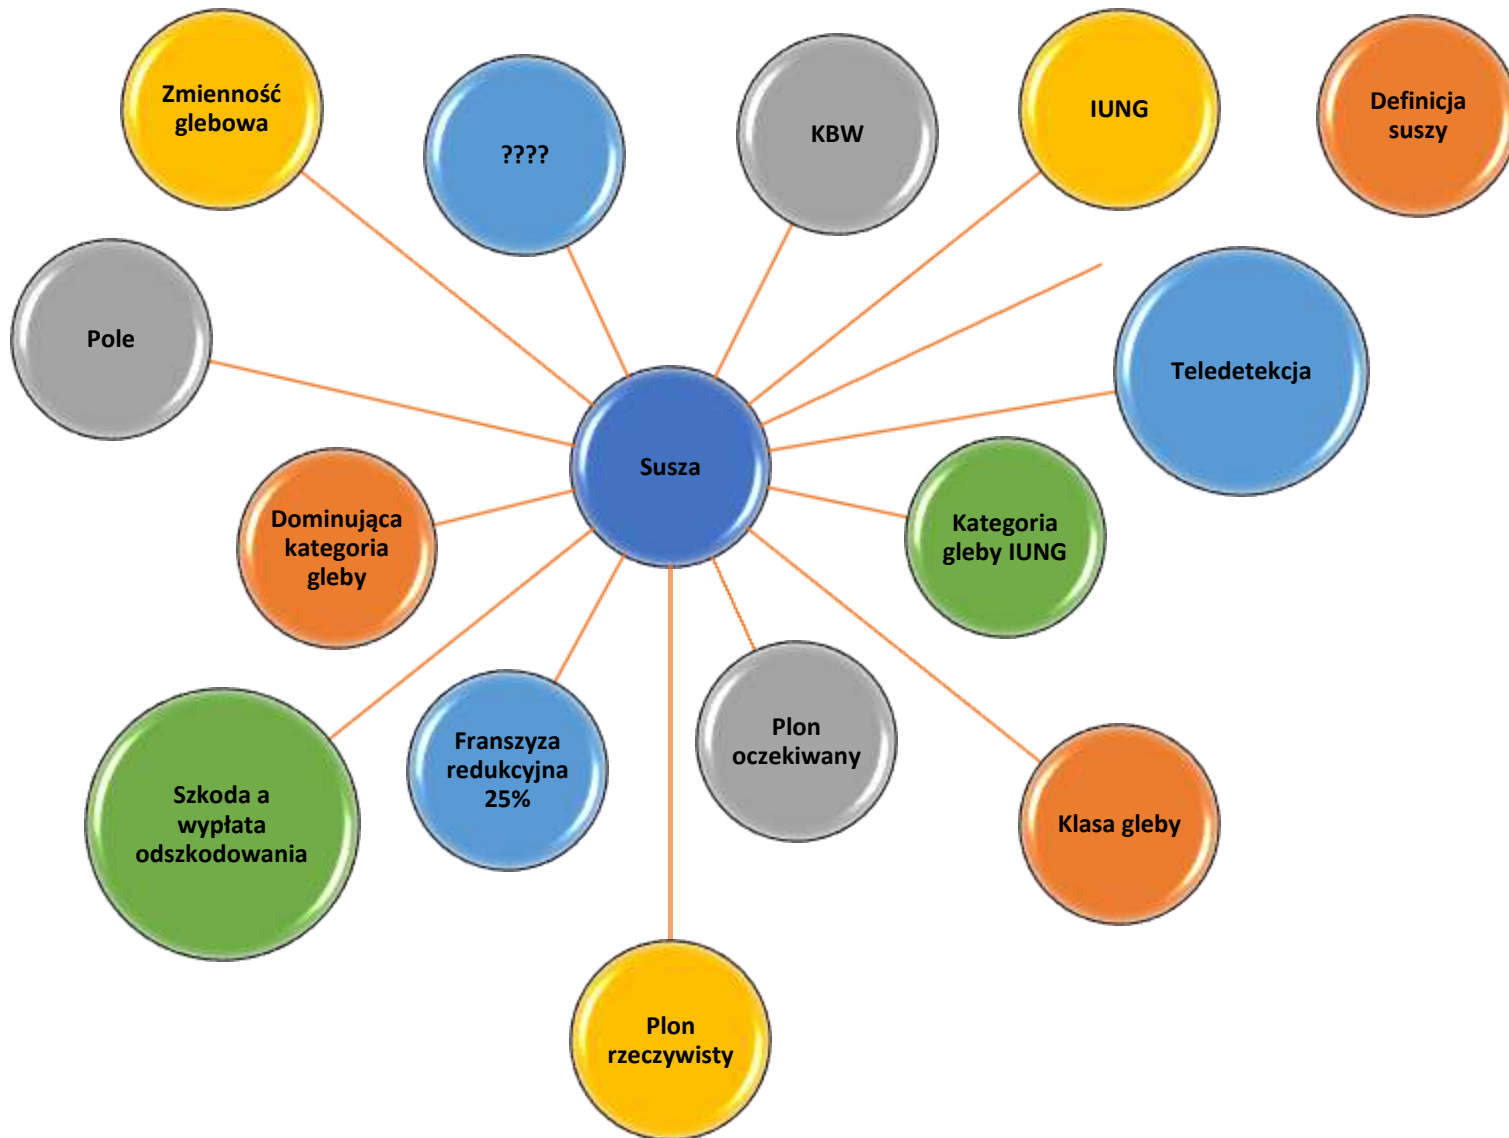 Zmienność
glebowa
????
KBW
IUNG
Definicja
suszy
Pole
Teledetekcja
Susza
Dominująca
kategoria
gleby
Kategoria
gleby IUNG
Szkoda a
wypłata
odszkodowania
Franszyza
redukcyjna
25%
Plon
oczekiwany
Klasa gleby
Plon
rzeczywisty